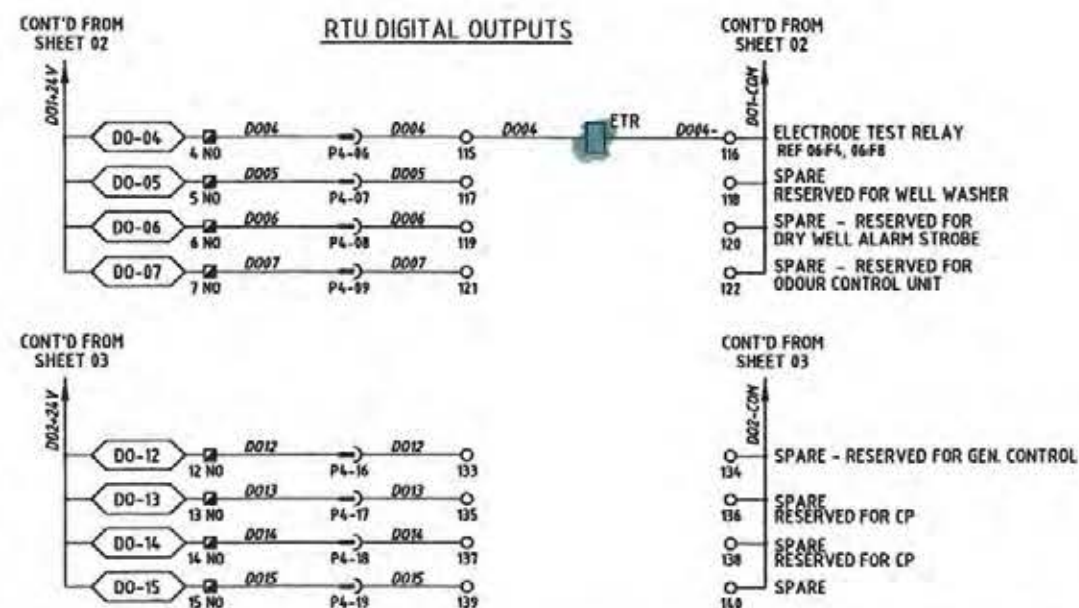 CONT'D FROM
SHEET 02
RTU DIGITAL OUTPUTS
CONT'D FROM
SHEET 02
DO1+24V
DO1-COM
DO-04
4 NO
DO04
P4-06
DO04
115
DO04
ETR
DO04-
116
ELECTRODE TEST RELAY
REF 06:F4, 06:F8
DO-05
5 NO
DO05
P4-07
DO05
117
118
SPARE
RESERVED FOR WELL WASHER
DO-06
6 NO
DO06
P4-08
DO06
119
120
SPARE - RESERVED FOR
DRY WELL ALARM STROBE
DO-07
7 NO
DO07
P4-09
DO07
121
122
SPARE - RESERVED FOR
ODOUR CONTROL UNIT
CONT'D FROM
SHEET 03
CONT'D FROM
SHEET 03
DO2+24V
DO2-COM
DO-12
12 NO
DO12
P4-16
DO12
133
134
SPARE - RESERVED FOR GEN. CONTROL
DO-13
13 NO
DO13
P4-17
DO13
135
136
SPARE
RESERVED FOR CP
DO-14
14 NO
DO14
P4-18
DO14
137
138
SPARE
RESERVED FOR CP
DO-15
15 NO
DO15
P4-19
DO15
139
140
SPARE